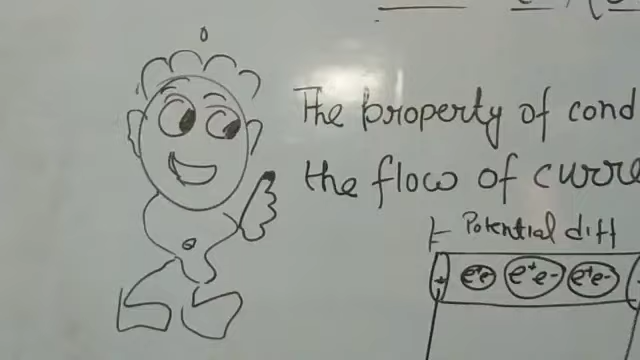 The property of cond
the flow of curre
Potential diff
e+e- e+e- e+e-